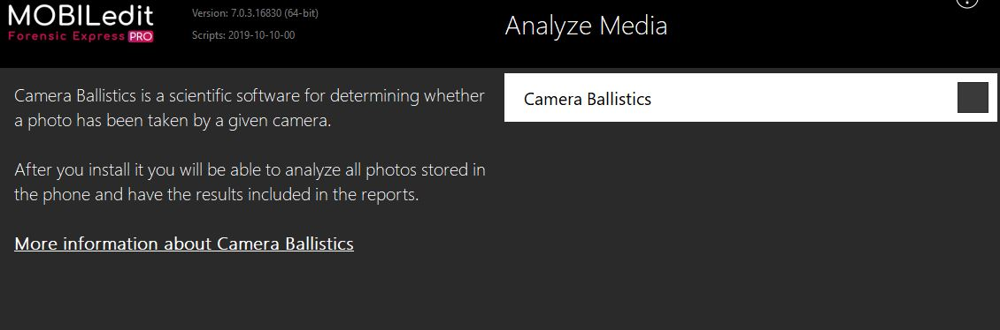 MOBILedit
Forensic Express PRO
Version: 7.0.3.16830 (64-bit)
Scripts: 2019-10-10-00
Analyze Media
Camera Ballistics is a scientific software for determining whether
a photo has been taken by a given camera.
After you install it you will be able to analyze all photos stored in
the phone and have the results included in the reports.
More information about Camera Ballistics
Camera Ballistics